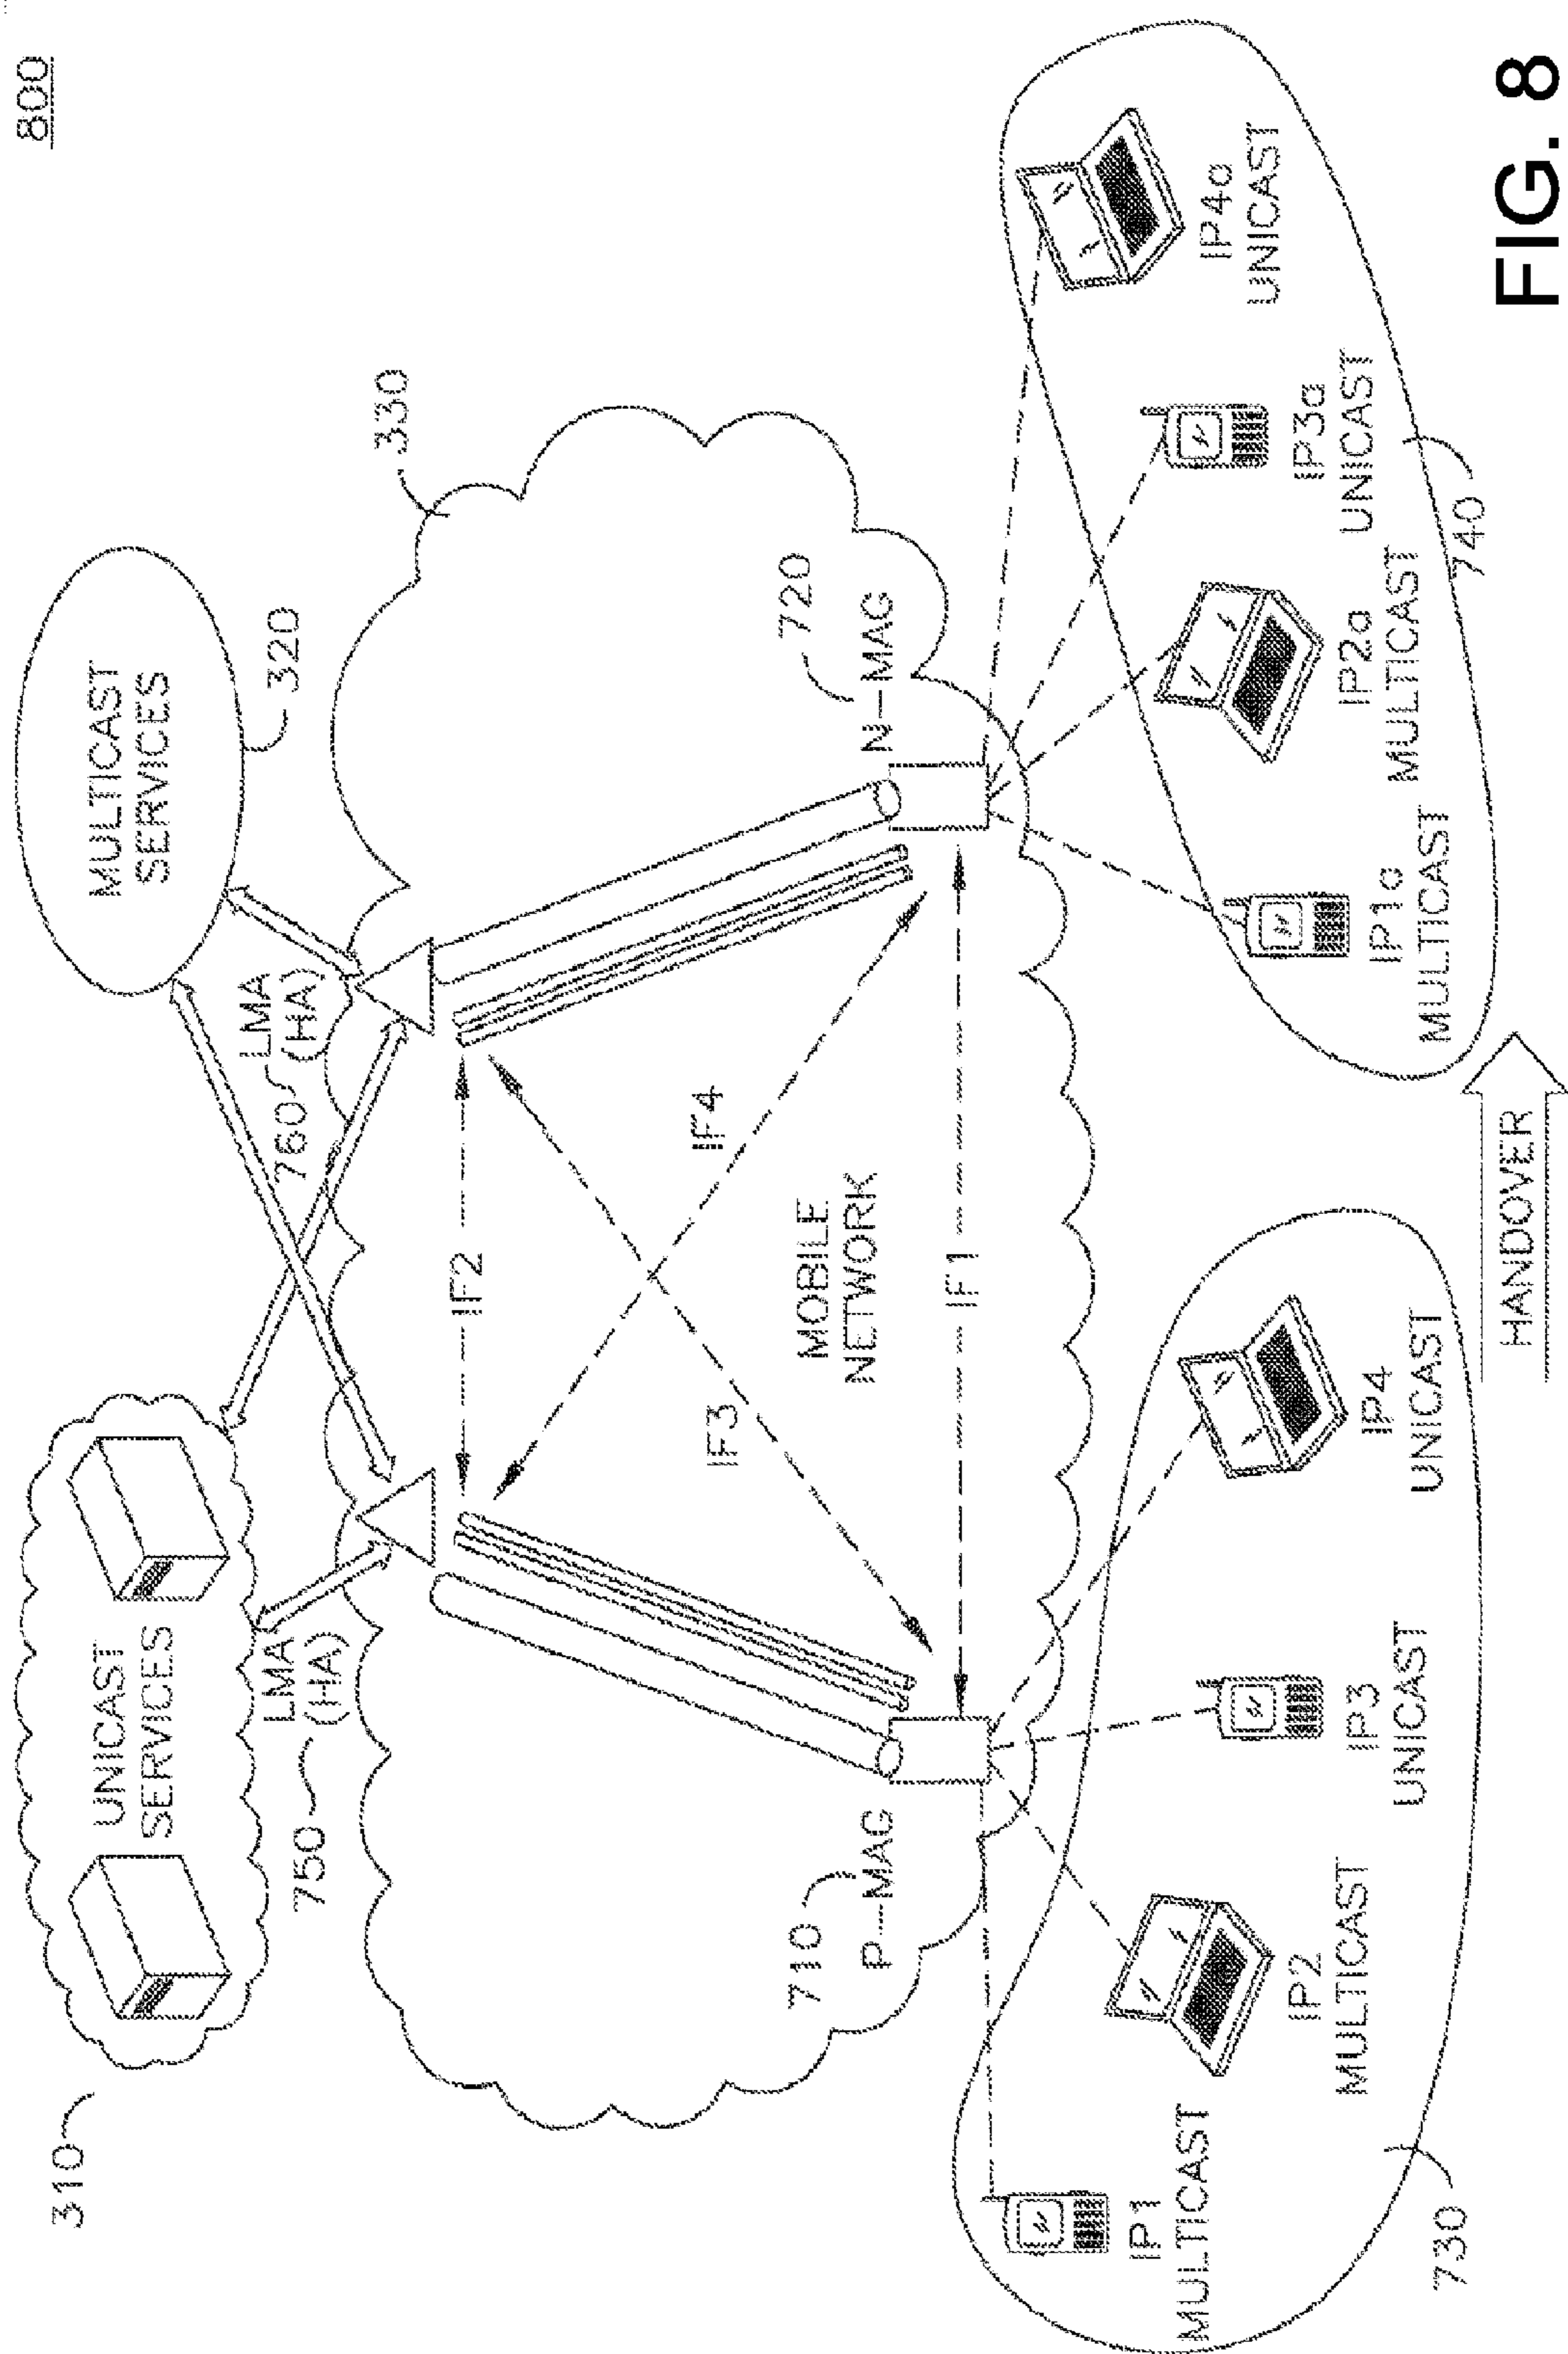 800
310
UNICAST
SERVICES
MULTICAST
SERVICES
320
LMA
(HA)
750
760
LMA
(HA)
330
IF2
IF3
IF4
MOBILE
NETWORK
IF1
710
P-MAG
720
N-MAG
IP1
MULTICAST
IP2
MULTICAST
IP3
UNICAST
IP4
UNICAST
730
HANDOVER
IP1a
MULTICAST
IP2a
MULTICAST
IP3a
UNICAST
IP4a
UNICAST
740
FIG. 8